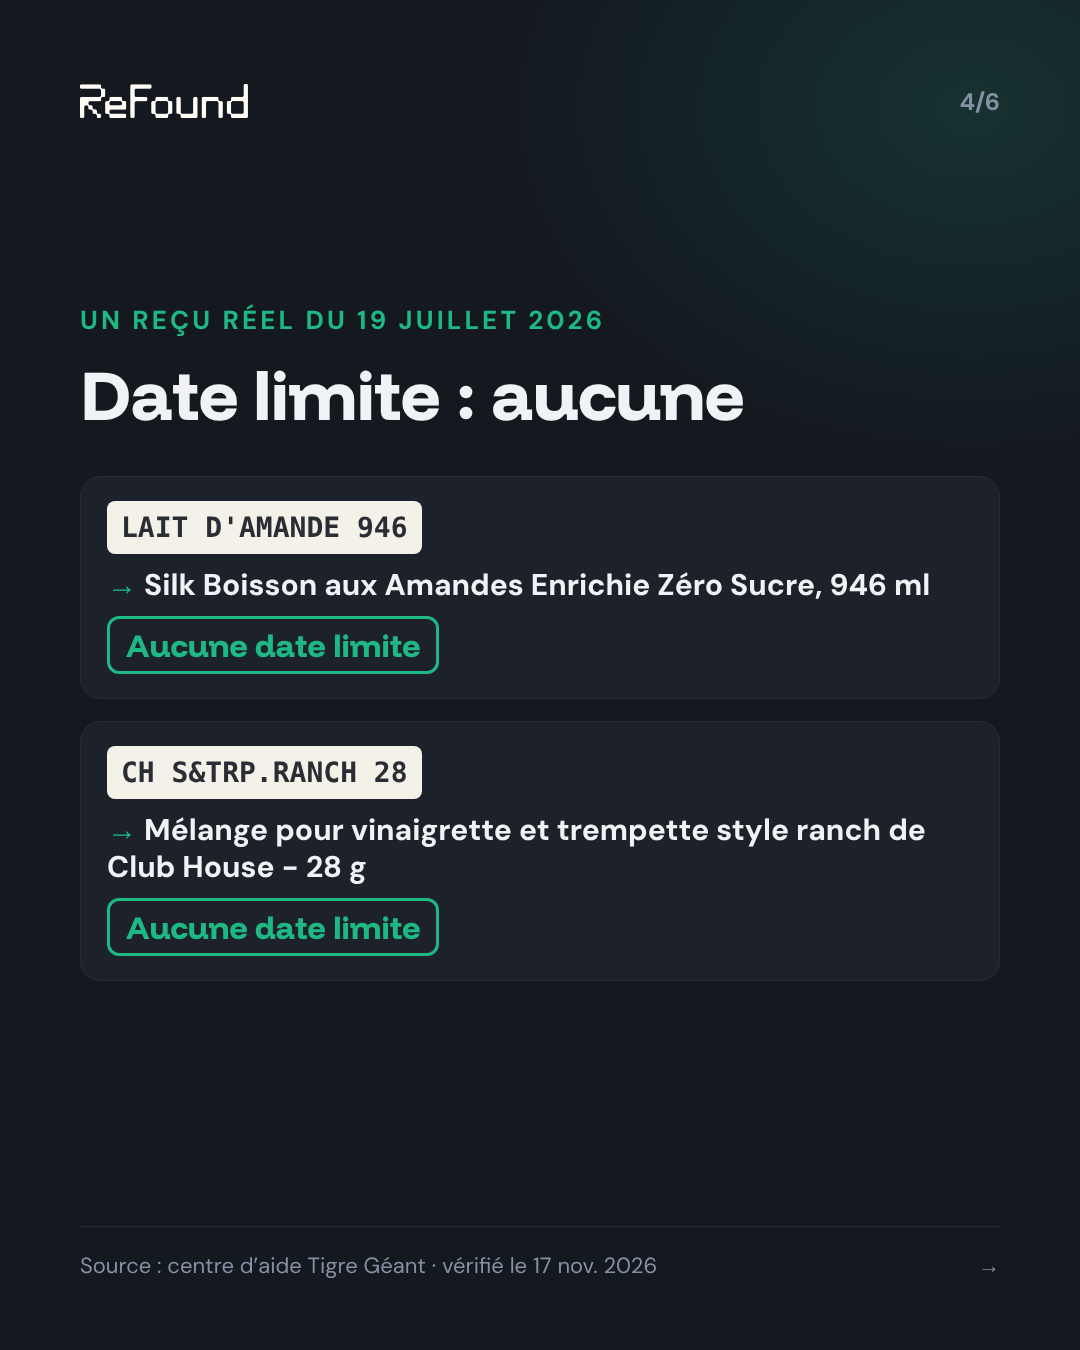 ReFound
4/6
UN REÇU RÉEL DU 19 JUILLET 2026
Date limite : aucune
LAIT D'AMANDE 946
→ Silk Boisson aux Amandes Enrichie Zéro Sucre, 946 ml
Aucune date limite
CH S&TRP.RANCH 28
→ Mélange pour vinaigrette et trempette style ranch de
Club House - 28 g
Aucune date limite
Source : centre d’aide Tigre Géant · vérifié le 17 nov. 2026 →